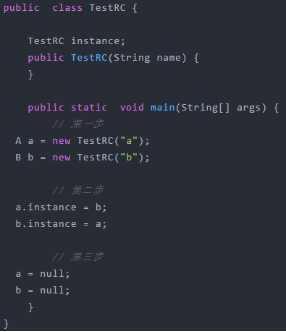 public  class TestRC {
TestRC instance;
public TestRC(String name) {
}
public static  void main(String[] args) {
// 第一步
A a = new TestRC("a");
B b = new TestRC("b");
// 第二步
a.instance = b;
b.instance = a;
// 第三步
a = null;
b = null;
}
}